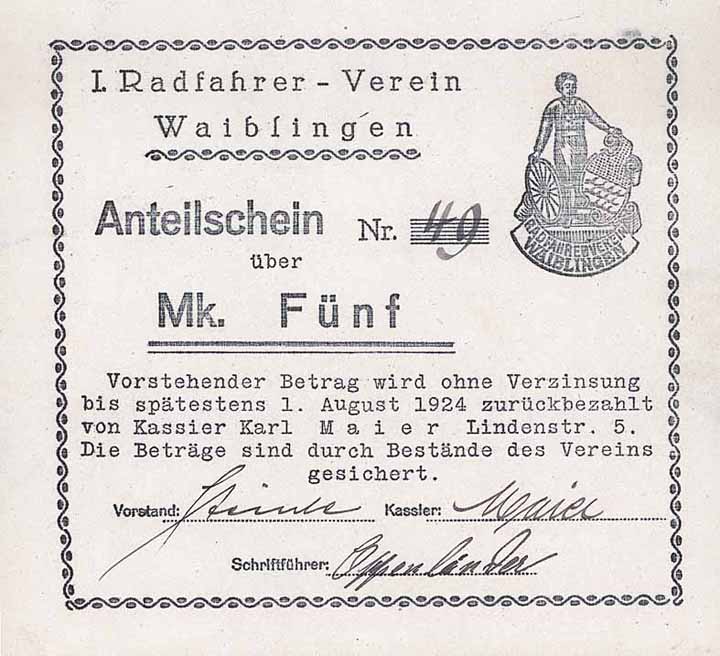 I. Radfahrer - Verein
Waiblingen
Anteilschein Nr. 49
über
Mk. Fünf
Vorstehender Betrag wird ohne Verzinsung
bis spätestens 1. August 1924 zurückbezahlt
von Kassier Karl Maier Lindenstr. 5.
Die Beträge sind durch Bestände des Vereins
gesichert.
Vorstand: Kassier: Maier
Schriftführer: Oppenländer
RADFAHRERVEREIN
WAIBLINGEN